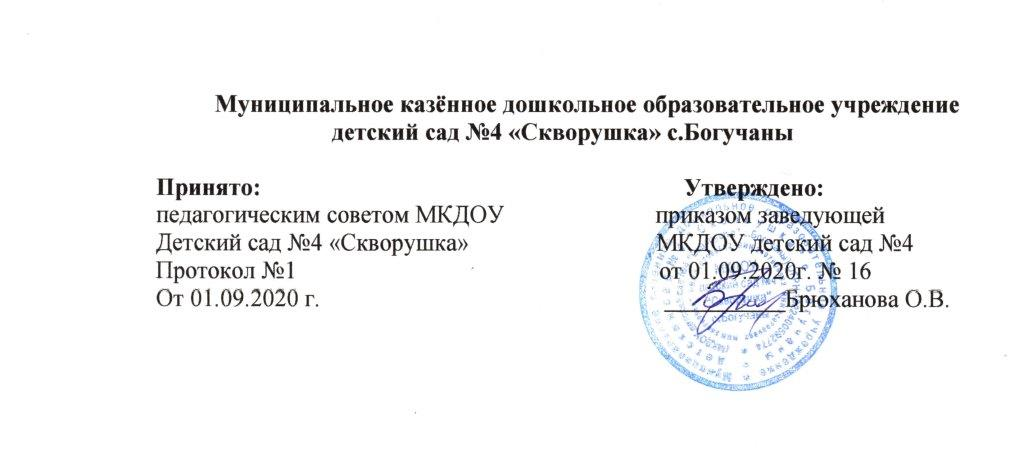 Муниципальное казённое дошкольное образовательное учреждение
детский сад №4 «Скворушка» с.Богучаны
Принято:
педагогическим советом МКДОУ
Детский сад №4 «Скворушка»
Протокол №1
От 01.09.2020 г.
Утверждено:
приказом заведующей
МКДОУ детский сад №4
от 01.09.2020г. № 16
Брюханова О.В.